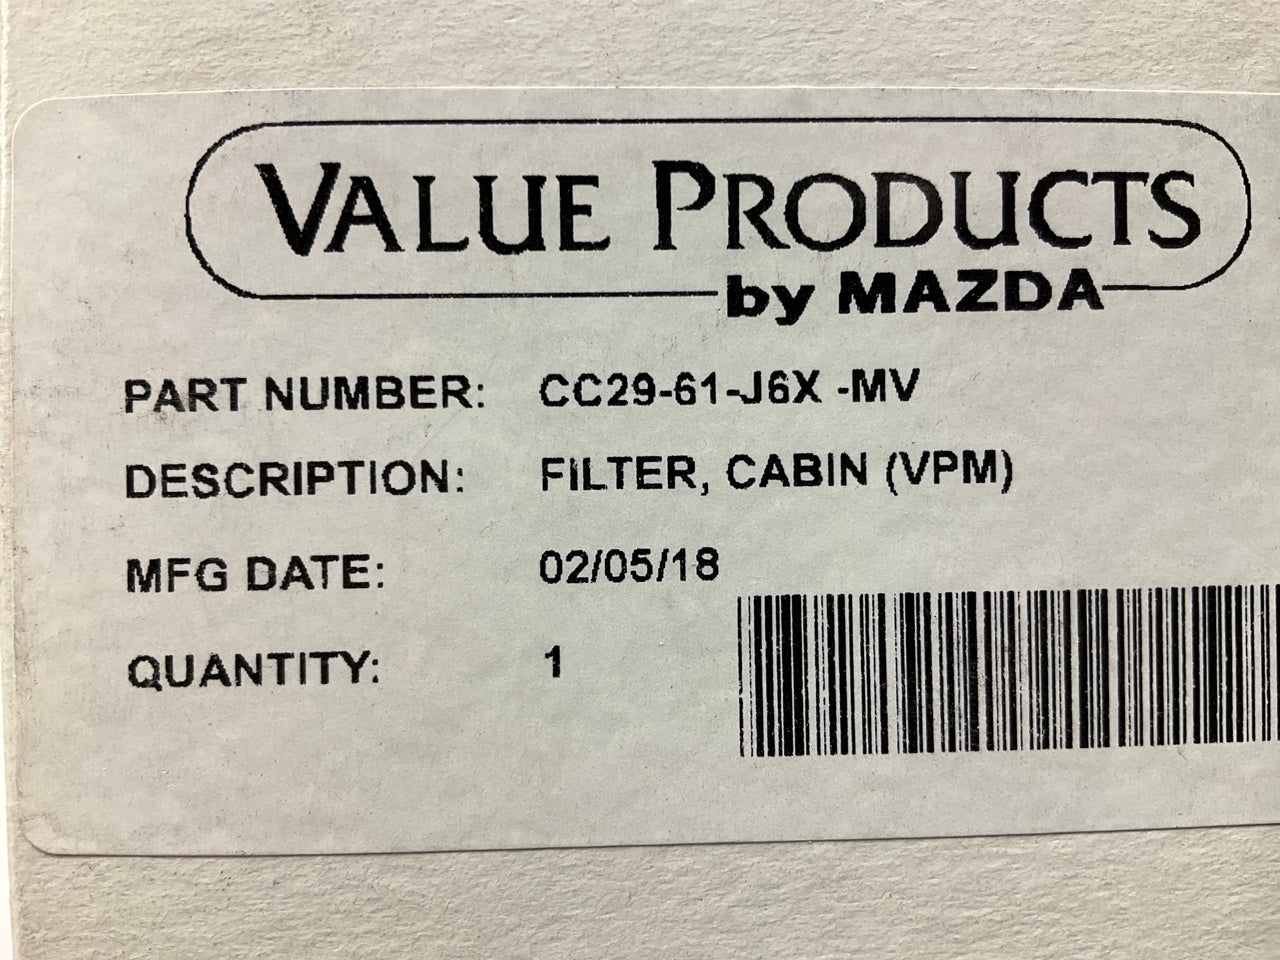 VALUE PRODUCTS
by MAZDA
PART NUMBER: CC29-61-J6X -MV
DESCRIPTION: FILTER, CABIN (VPM)
MFG DATE: 02/05/18
QUANTITY: 1